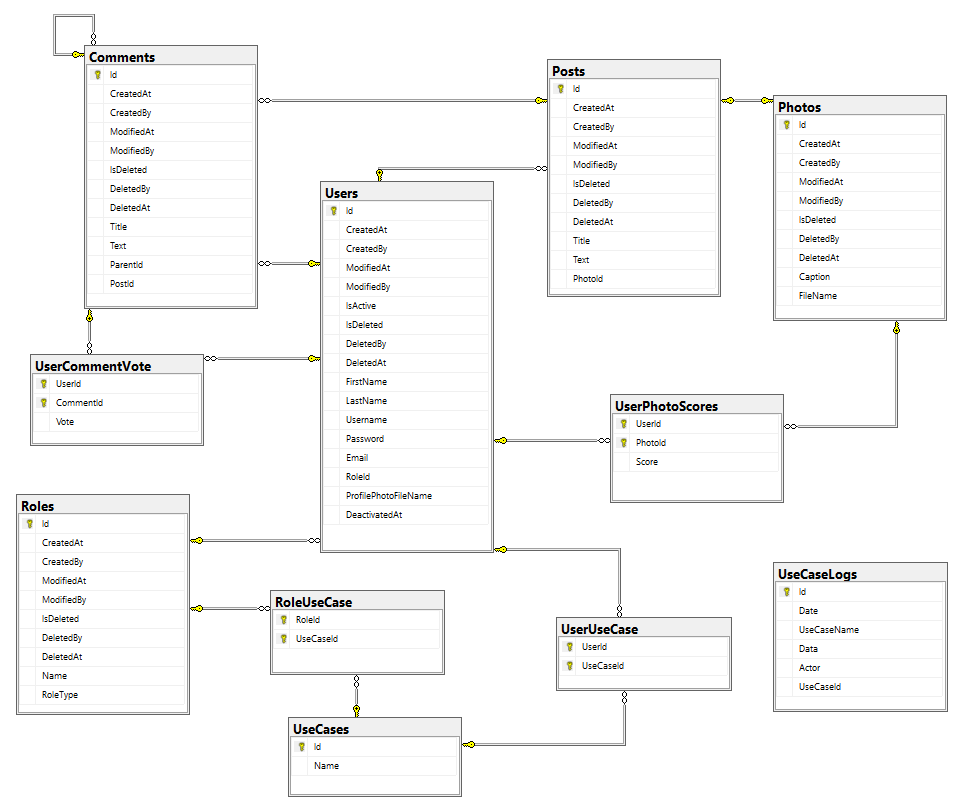 Comments
Id
CreatedAt
CreatedBy
ModifiedAt
ModifiedBy
IsDeleted
DeletedBy
DeletedAt
Title
Text
ParentId
PostId
Posts
Id
CreatedAt
CreatedBy
ModifiedAt
ModifiedBy
IsDeleted
DeletedBy
DeletedAt
Title
Text
PhotoId
Photos
Id
CreatedAt
CreatedBy
ModifiedAt
ModifiedBy
IsDeleted
DeletedBy
DeletedAt
Caption
FileName
Users
Id
CreatedAt
CreatedBy
ModifiedAt
ModifiedBy
IsActive
IsDeleted
DeletedBy
DeletedAt
FirstName
LastName
Username
Password
Email
RoleId
ProfilePhotoFileName
DeactivatedAt
UserCommentVote
UserId
CommentId
Vote
UserPhotoScores
UserId
PhotoId
Score
Roles
Id
CreatedAt
CreatedBy
ModifiedAt
ModifiedBy
IsDeleted
DeletedBy
DeletedAt
Name
RoleType
RoleUseCase
RoleId
UseCaseId
UserUseCase
UserId
UseCaseId
UseCaseLogs
Id
Date
UseCaseName
Data
Actor
UseCaseId
UseCases
Id
Name